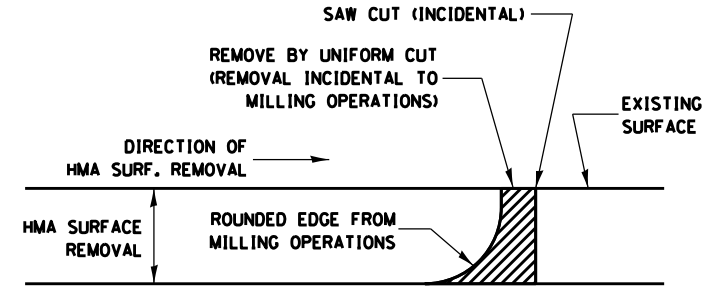 SAW CUT (INCIDENTAL)
REMOVE BY UNIFORM CUT
(REMOVAL INCIDENTAL TO
MILLING OPERATIONS)
EXISTING
SURFACE
DIRECTION OF
HMA SURF. REMOVAL
HMA SURFACE
REMOVAL
ROUNDED EDGE FROM
MILLING OPERATIONS